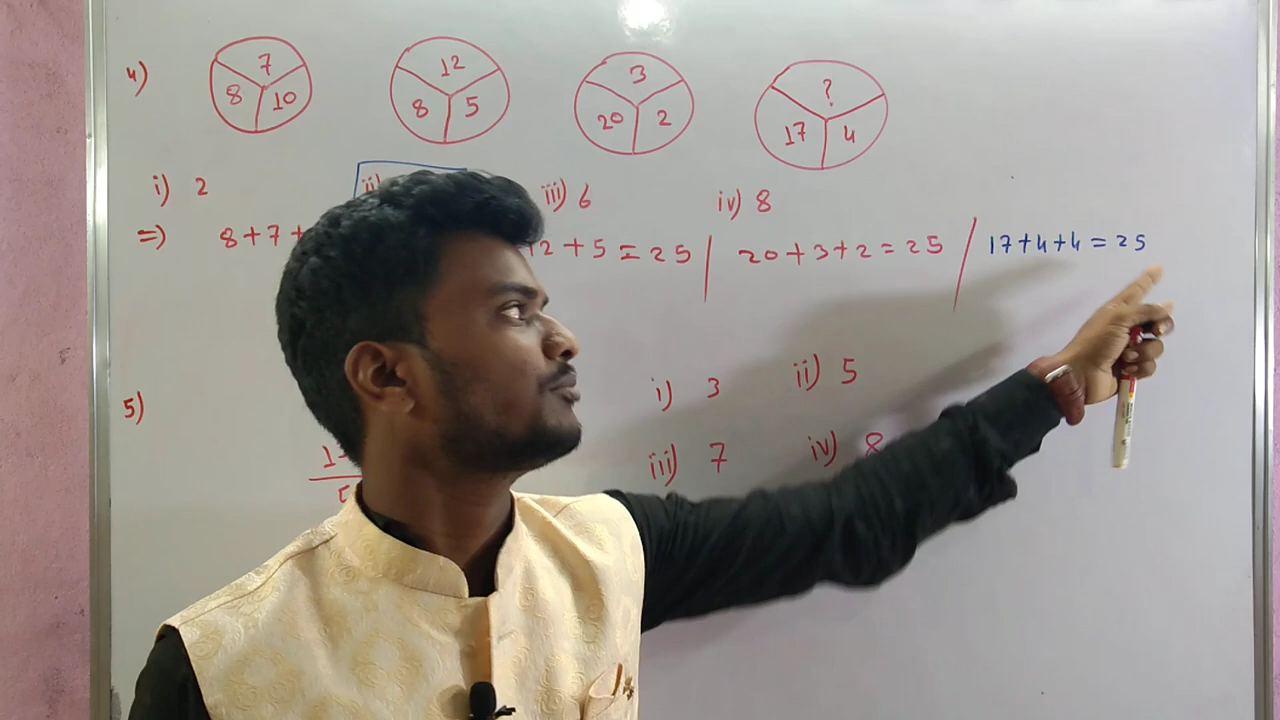 4) 7 8 10 12 8 5 3 20 2 ? 17 4
i) 2 ii) iii) 6 iv) 8
=) 8+7+ 2+5=25 / 20+3+2=25 / 17+4+4=25
5) i) 3 ii) 5
iii) 7 iv) 8